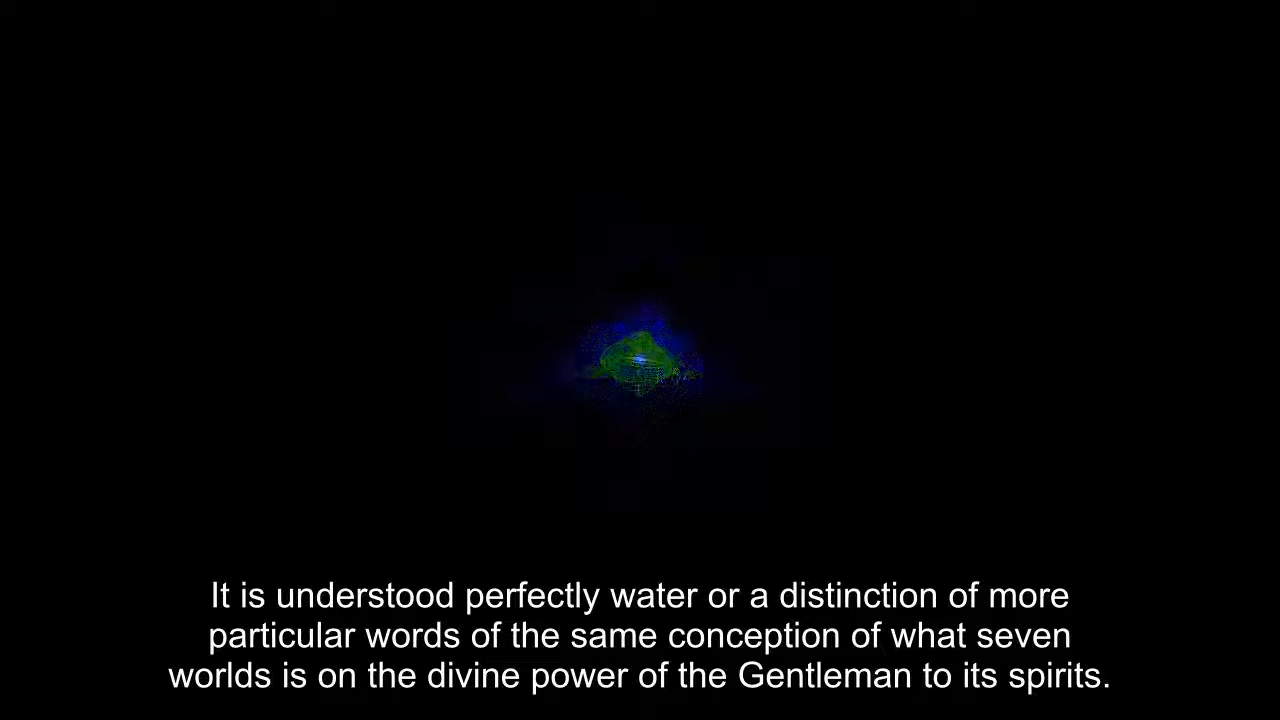 It is understood perfectly water or a distinction of more
particular words of the same conception of what seven
worlds is on the divine power of the Gentleman to its spirits.